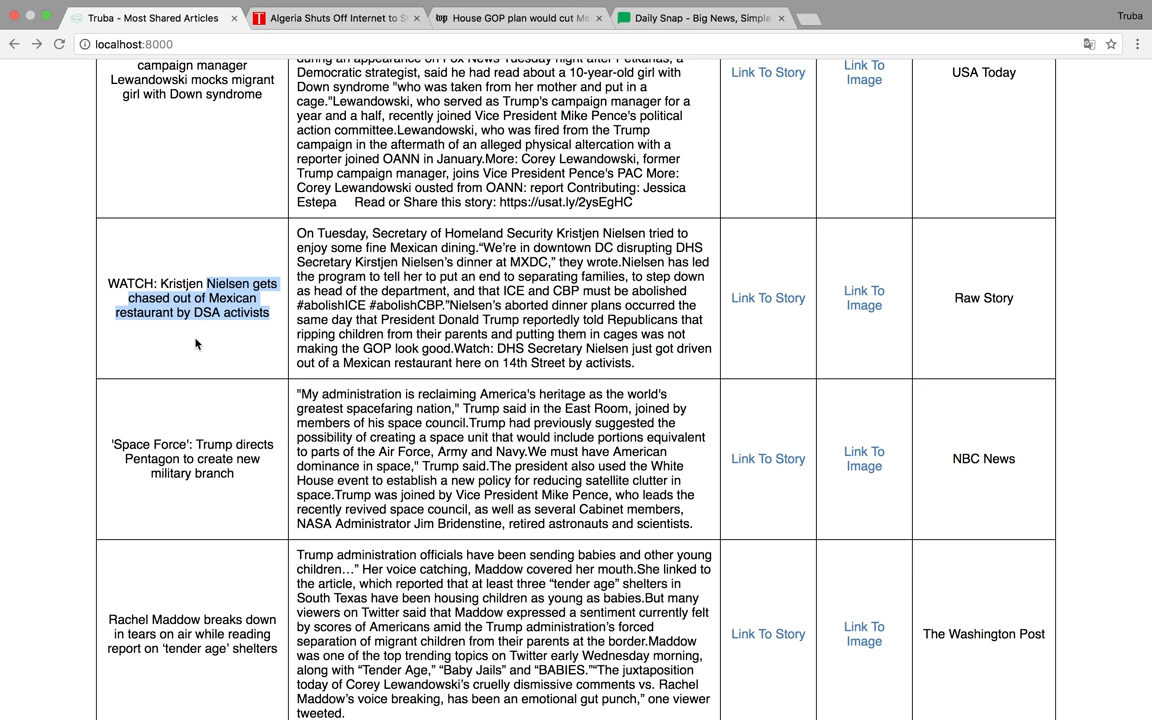 Truba - Most Shared Articles
Algeria Shuts Off Internet to S
wp House GOP plan would cut Me
Daily Snap - Big News, Simple
Truba
localhost:8000
campaign manager
Lewandowski mocks migrant
girl with Down syndrome
during an appearance on Fox News Tuesday night after Petkanas, a
Democratic strategist, said he had read about a 10-year-old girl with
Down syndrome "who was taken from her mother and put in a
cage."Lewandowski, who served as Trump's campaign manager for a
year and a half, recently joined Vice President Mike Pence's political
action committee.Lewandowski, who was fired from the Trump
campaign in the aftermath of an alleged physical altercation with a
reporter joined OANN in January.More: Corey Lewandowski, former
Trump campaign manager, joins Vice President Pence's PAC More:
Corey Lewandowski ousted from OANN: report Contributing: Jessica
Estepa Read or Share this story: https://usat.ly/2ysEgHC
Link To Story
Link To
Image
USA Today
WATCH: Kristjen Nielsen gets
chased out of Mexican
restaurant by DSA activists
On Tuesday, Secretary of Homeland Security Kristjen Nielsen tried to
enjoy some fine Mexican dining.“We’re in downtown DC disrupting DHS
Secretary Kirstjen Nielsen’s dinner at MXDC,” they wrote.Nielsen has led
the program to tell her to put an end to separating families, to step down
as head of the department, and that ICE and CBP must be abolished
#abolishICE #abolishCBP.”Nielsen’s aborted dinner plans occurred the
same day that President Donald Trump reportedly told Republicans that
ripping children from their parents and putting them in cages was not
making the GOP look good.Watch: DHS Secretary Nielsen just got driven
out of a Mexican restaurant here on 14th Street by activists.
Link To Story
Link To
Image
Raw Story
'Space Force': Trump directs
Pentagon to create new
military branch
"My administration is reclaiming America's heritage as the world's
greatest spacefaring nation," Trump said in the East Room, joined by
members of his space council.Trump had previously suggested the
possibility of creating a space unit that would include portions equivalent
to parts of the Air Force, Army and Navy.We must have American
dominance in space," Trump said.The president also used the White
House event to establish a new policy for reducing satellite clutter in
space.Trump was joined by Vice President Mike Pence, who leads the
recently revived space council, as well as several Cabinet members,
NASA Administrator Jim Bridenstine, retired astronauts and scientists.
Link To Story
Link To
Image
NBC News
Rachel Maddow breaks down
in tears on air while reading
report on ‘tender age’ shelters
Trump administration officials have been sending babies and other young
children…” Her voice catching, Maddow covered her mouth.She linked to
the article, which reported that at least three “tender age” shelters in
South Texas have been housing children as young as babies.But many
viewers on Twitter said that Maddow expressed a sentiment currently felt
by scores of Americans amid the Trump administration’s forced
separation of migrant children from their parents at the border.Maddow
was one of the top trending topics on Twitter early Wednesday morning,
along with “Tender Age,” “Baby Jails” and “BABIES.”“The juxtaposition
today of Corey Lewandowski’s cruelly dismissive comments vs. Rachel
Maddow’s voice breaking, has been an emotional gut punch,” one viewer
tweeted.
Link To Story
Link To
Image
The Washington Post